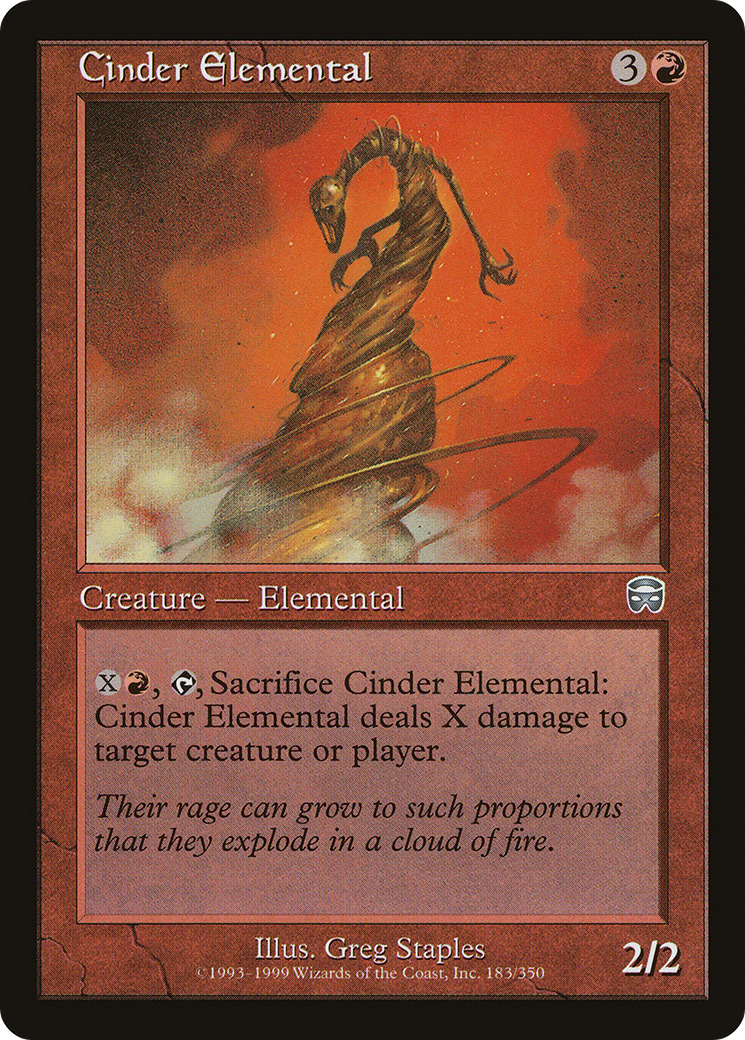 Cinder Elemental
3
X, Sacrifice Cinder Elemental:
Cinder Elemental deals X damage to
target creature or player.
Their rage can grow to such proportions
that they explode in a cloud of fire.
Creature — Elemental
Illus. Greg Staples
©1993–1999 Wizards of the Coast, Inc. 183/350
2/2